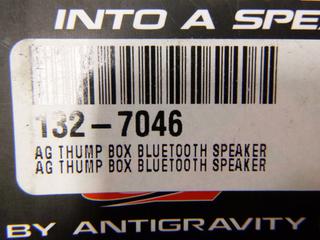 INTO A SPE
132-7046
AG THUMP BOX BLUETOOTH SPEAKER
AG THUMP BOX BLUETOOTH SPEAKER
BY ANTIGRAVITY